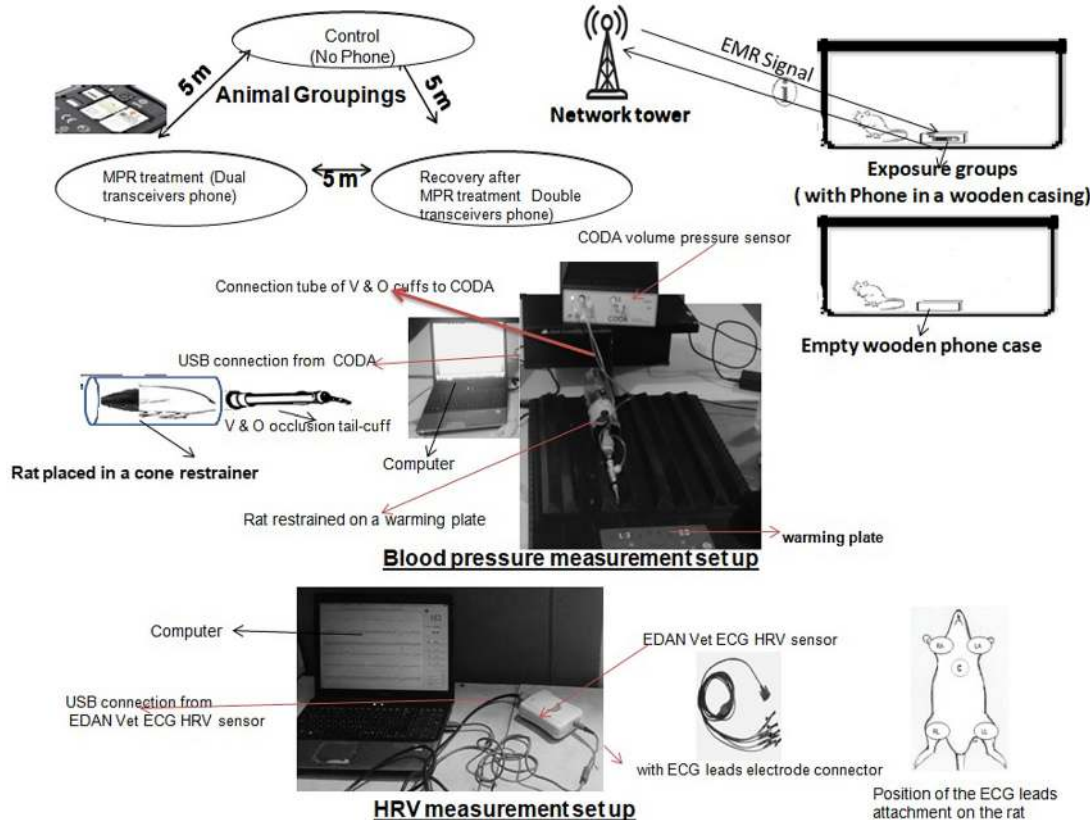 Control
(No Phone)
5 m
5 m
Animal Groupings
MPR treatment (Dual
transceivers phone)
5 m
Recovery after
MPR treatment Double
transceivers phone)
EMR Signal
Network tower
Exposure groups
( with Phone in a wooden casing)
Empty wooden phone case
CODA volume pressure sensor
Connection tube of V & O cuffs to CODA
CODA
USB connection from CODA
V & O occlusion tail-cuff
Computer
Rat placed in a cone restrainer
Rat restrained on a warming plate
warming plate
Blood pressure measurement set up
Computer
EDAN Vet ECG HRV sensor
USB connection from
EDAN Vet ECG HRV sensor
with ECG leads electrode connector
HRV measurement set up
RA
LA
C
RL
LL
Position of the ECG leads
attachment on the rat